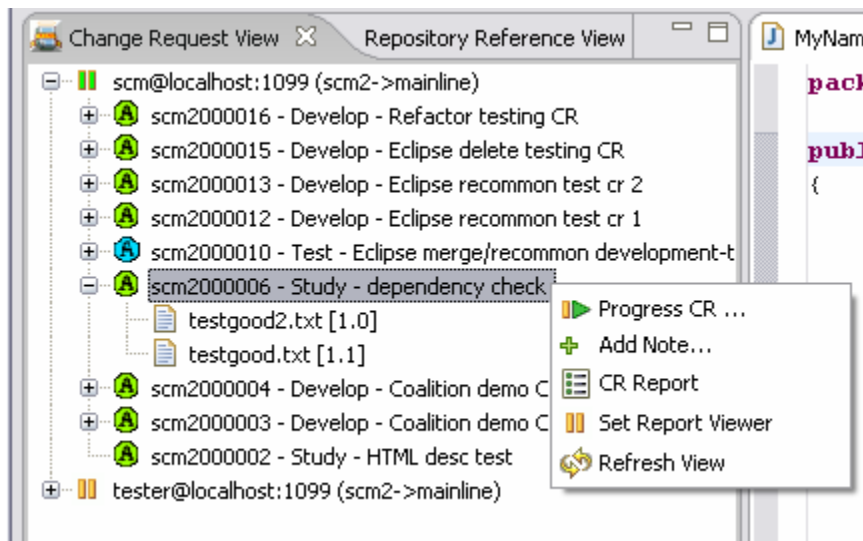 Change Request View
Repository Reference View
MyNam
scm@localhost:1099 (scm2->mainline)
scm2000016 - Develop - Refactor testing CR
scm2000015 - Develop - Eclipse delete testing CR
scm2000013 - Develop - Eclipse recommon test cr 2
scm2000012 - Develop - Eclipse recommon test cr 1
scm2000010 - Test - Eclipse merge/recommon development-t
scm2000006 - Study - dependency check
testgood2.txt [1.0]
testgood.txt [1.1]
scm2000004 - Develop - Coalition demo C
scm2000003 - Develop - Coalition demo C
scm2000002 - Study - HTML desc test
tester@localhost:1099 (scm2->mainline)
Progress CR ...
Add Note...
CR Report
Set Report Viewer
Refresh View
pack
publ
{